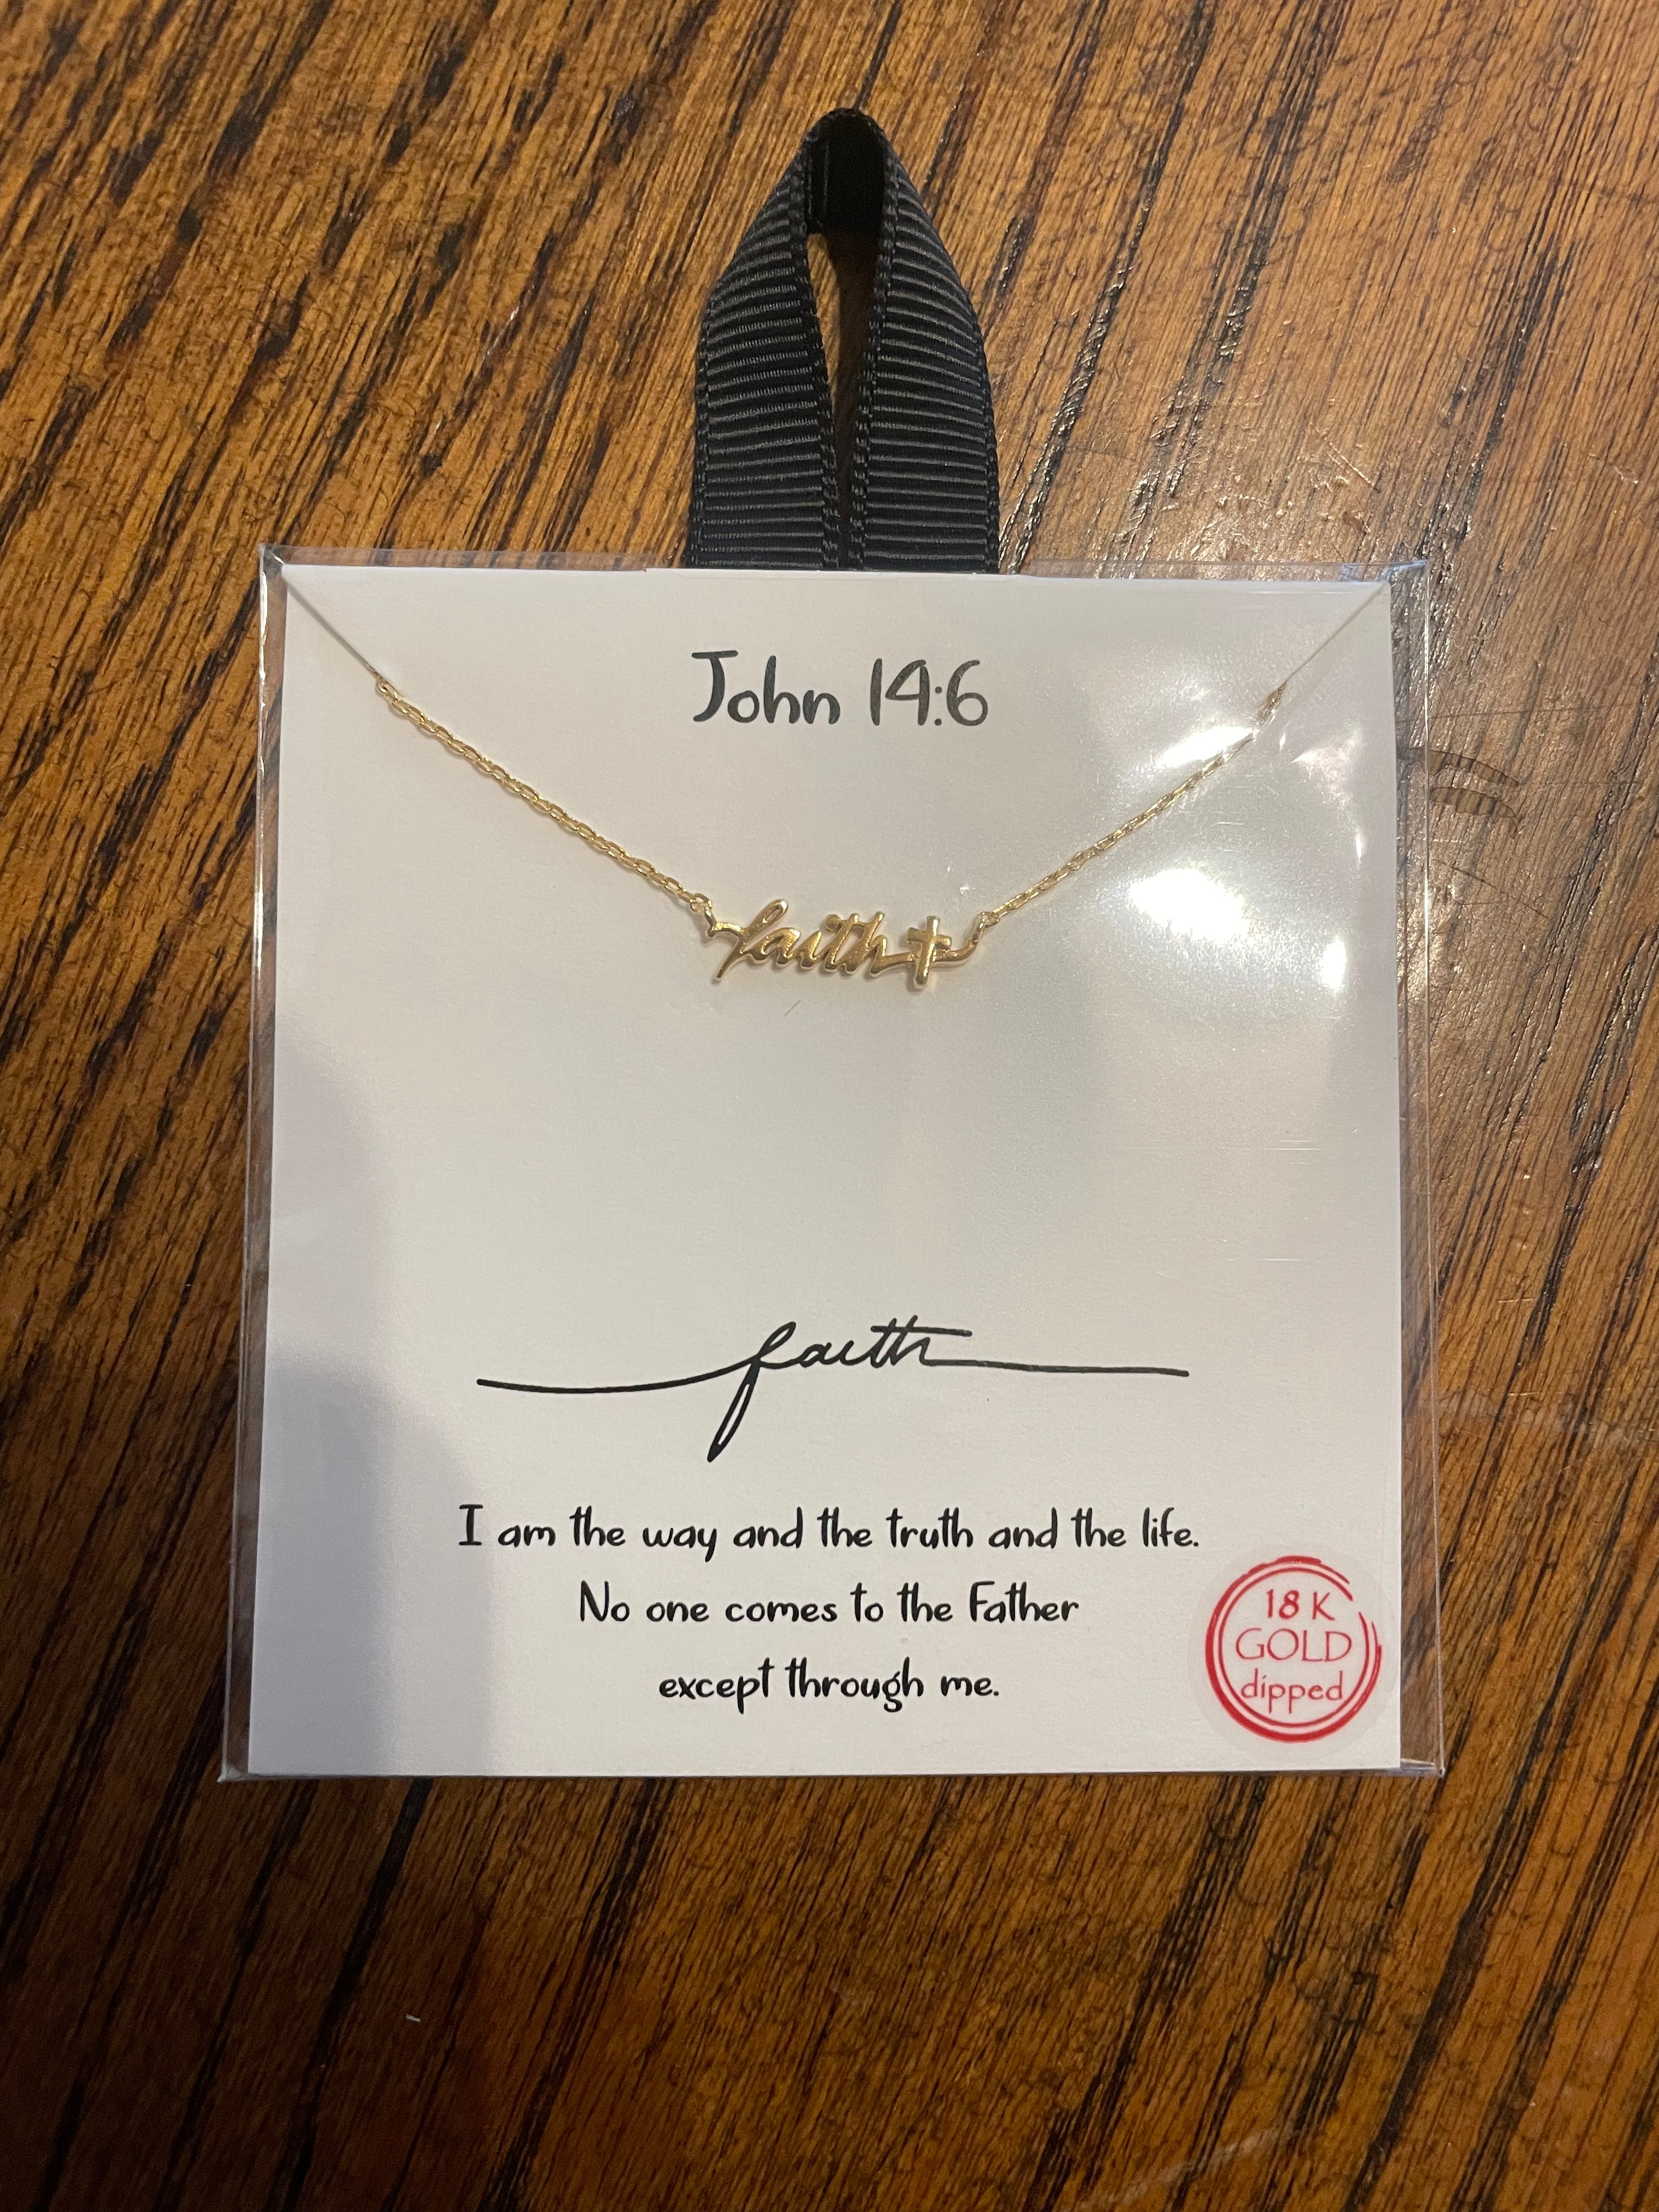 John 14:6
faith
faith
I am the way and the truth and the life.
No one comes to the Father
except through me.
18 K
GOLD
dipped